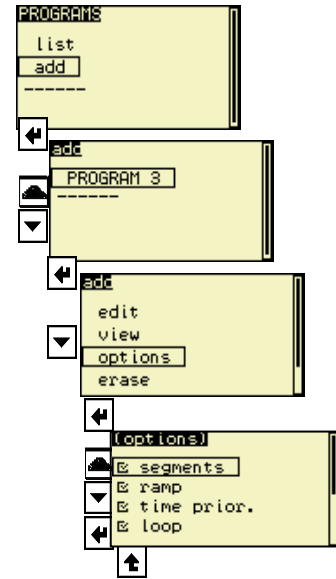 PROGRAMS
list
add
------
add
PROGRAM 3
------
add
edit
view
options
erase
(options)
segments
ramp
time prior.
loop